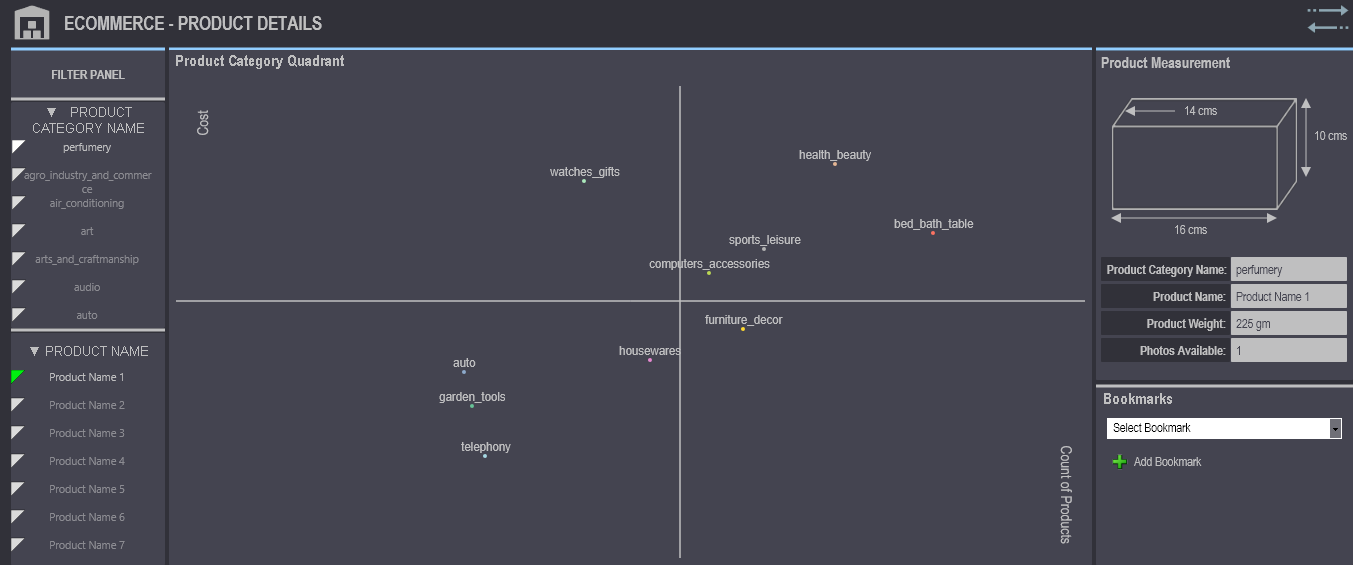 ECOMMERCE - PRODUCT DETAILS
FILTER PANEL
▼ PRODUCT
CATEGORY NAME
perfumery
agro_industry_and_commer
ce
air_conditioning
art
arts_and_craftmanship
audio
auto
▼ PRODUCT NAME
Product Name 1
Product Name 2
Product Name 3
Product Name 4
Product Name 5
Product Name 6
Product Name 7
Product Category Quadrant
Cost
health_beauty
watches_gifts
bed_bath_table
sports_leisure
computers_accessories
furniture_decor
housewares
auto
garden_tools
telephony
Count of Products
Product Measurement
14 cms
10 cms
16 cms
Product Category Name: perfumery
Product Name: Product Name 1
Product Weight: 225 gm
Photos Available: 1
Bookmarks
Select Bookmark
Add Bookmark